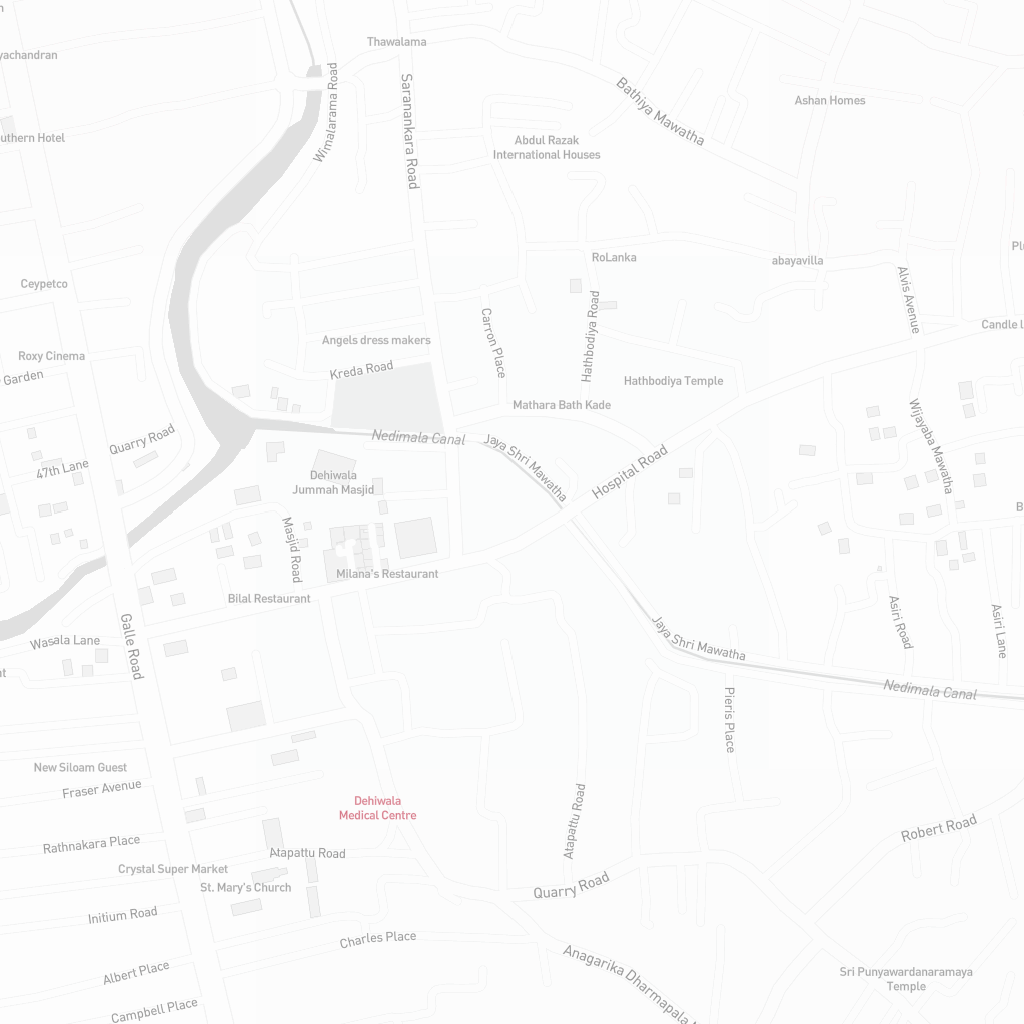 Thawalama
yachandran
Wimalarama Road
Saranankara Road
Bathiya Mawatha
Ashan Homes
uthern Hotel
Abdul Razak
International Houses
RoLanka
abayavilla
Ceypetco
Alvis Avenue
Hathbodiya Road
Carron Place
Candle L
Angels dress makers
Roxy Cinema
Garden
Kreda Road
Hathbodiya Temple
Mathara Bath Kade
Wijayaba Mawatha
Quarry Road
Nedimala Canal
Jaya Shri Mawatha
Hospital Road
47th Lane
Dehiwala
Jummah Masjid
Masjid Road
Milana's Restaurant
Bilal Restaurant
Galle Road
Wasala Lane
Asiri Road
Asiri Lane
Jaya Shri Mawatha
Nedimala Canal
Pieris Place
New Siloam Guest
Fraser Avenue
Dehiwala
Medical Centre
Atapattu Road
Robert Road
Rathnakara Place
Atapattu Road
Crystal Super Market
St. Mary's Church
Quarry Road
Initium Road
Charles Place
Albert Place
Anagarika Dharmapala
Sri Punyawardanaramaya
Temple
Campbell Place